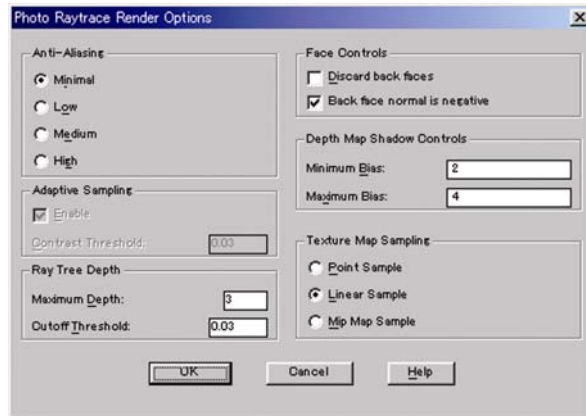 Photo Raytrace Render Options
Anti-Aliasing
Minimal
Low
Medium
High
Adaptive Sampling
Enable
Contrast Threshold: 0.03
Ray Tree Depth
Maximum Depth: 3
Cutoff Threshold: 0.03
Face Controls
Discard back faces
Back face normal is negative
Depth Map Shadow Controls
Minimum Bias: 2
Maximum Bias: 4
Texture Map Sampling
Point Sample
Linear Sample
Mip Map Sample
OK Cancel Help